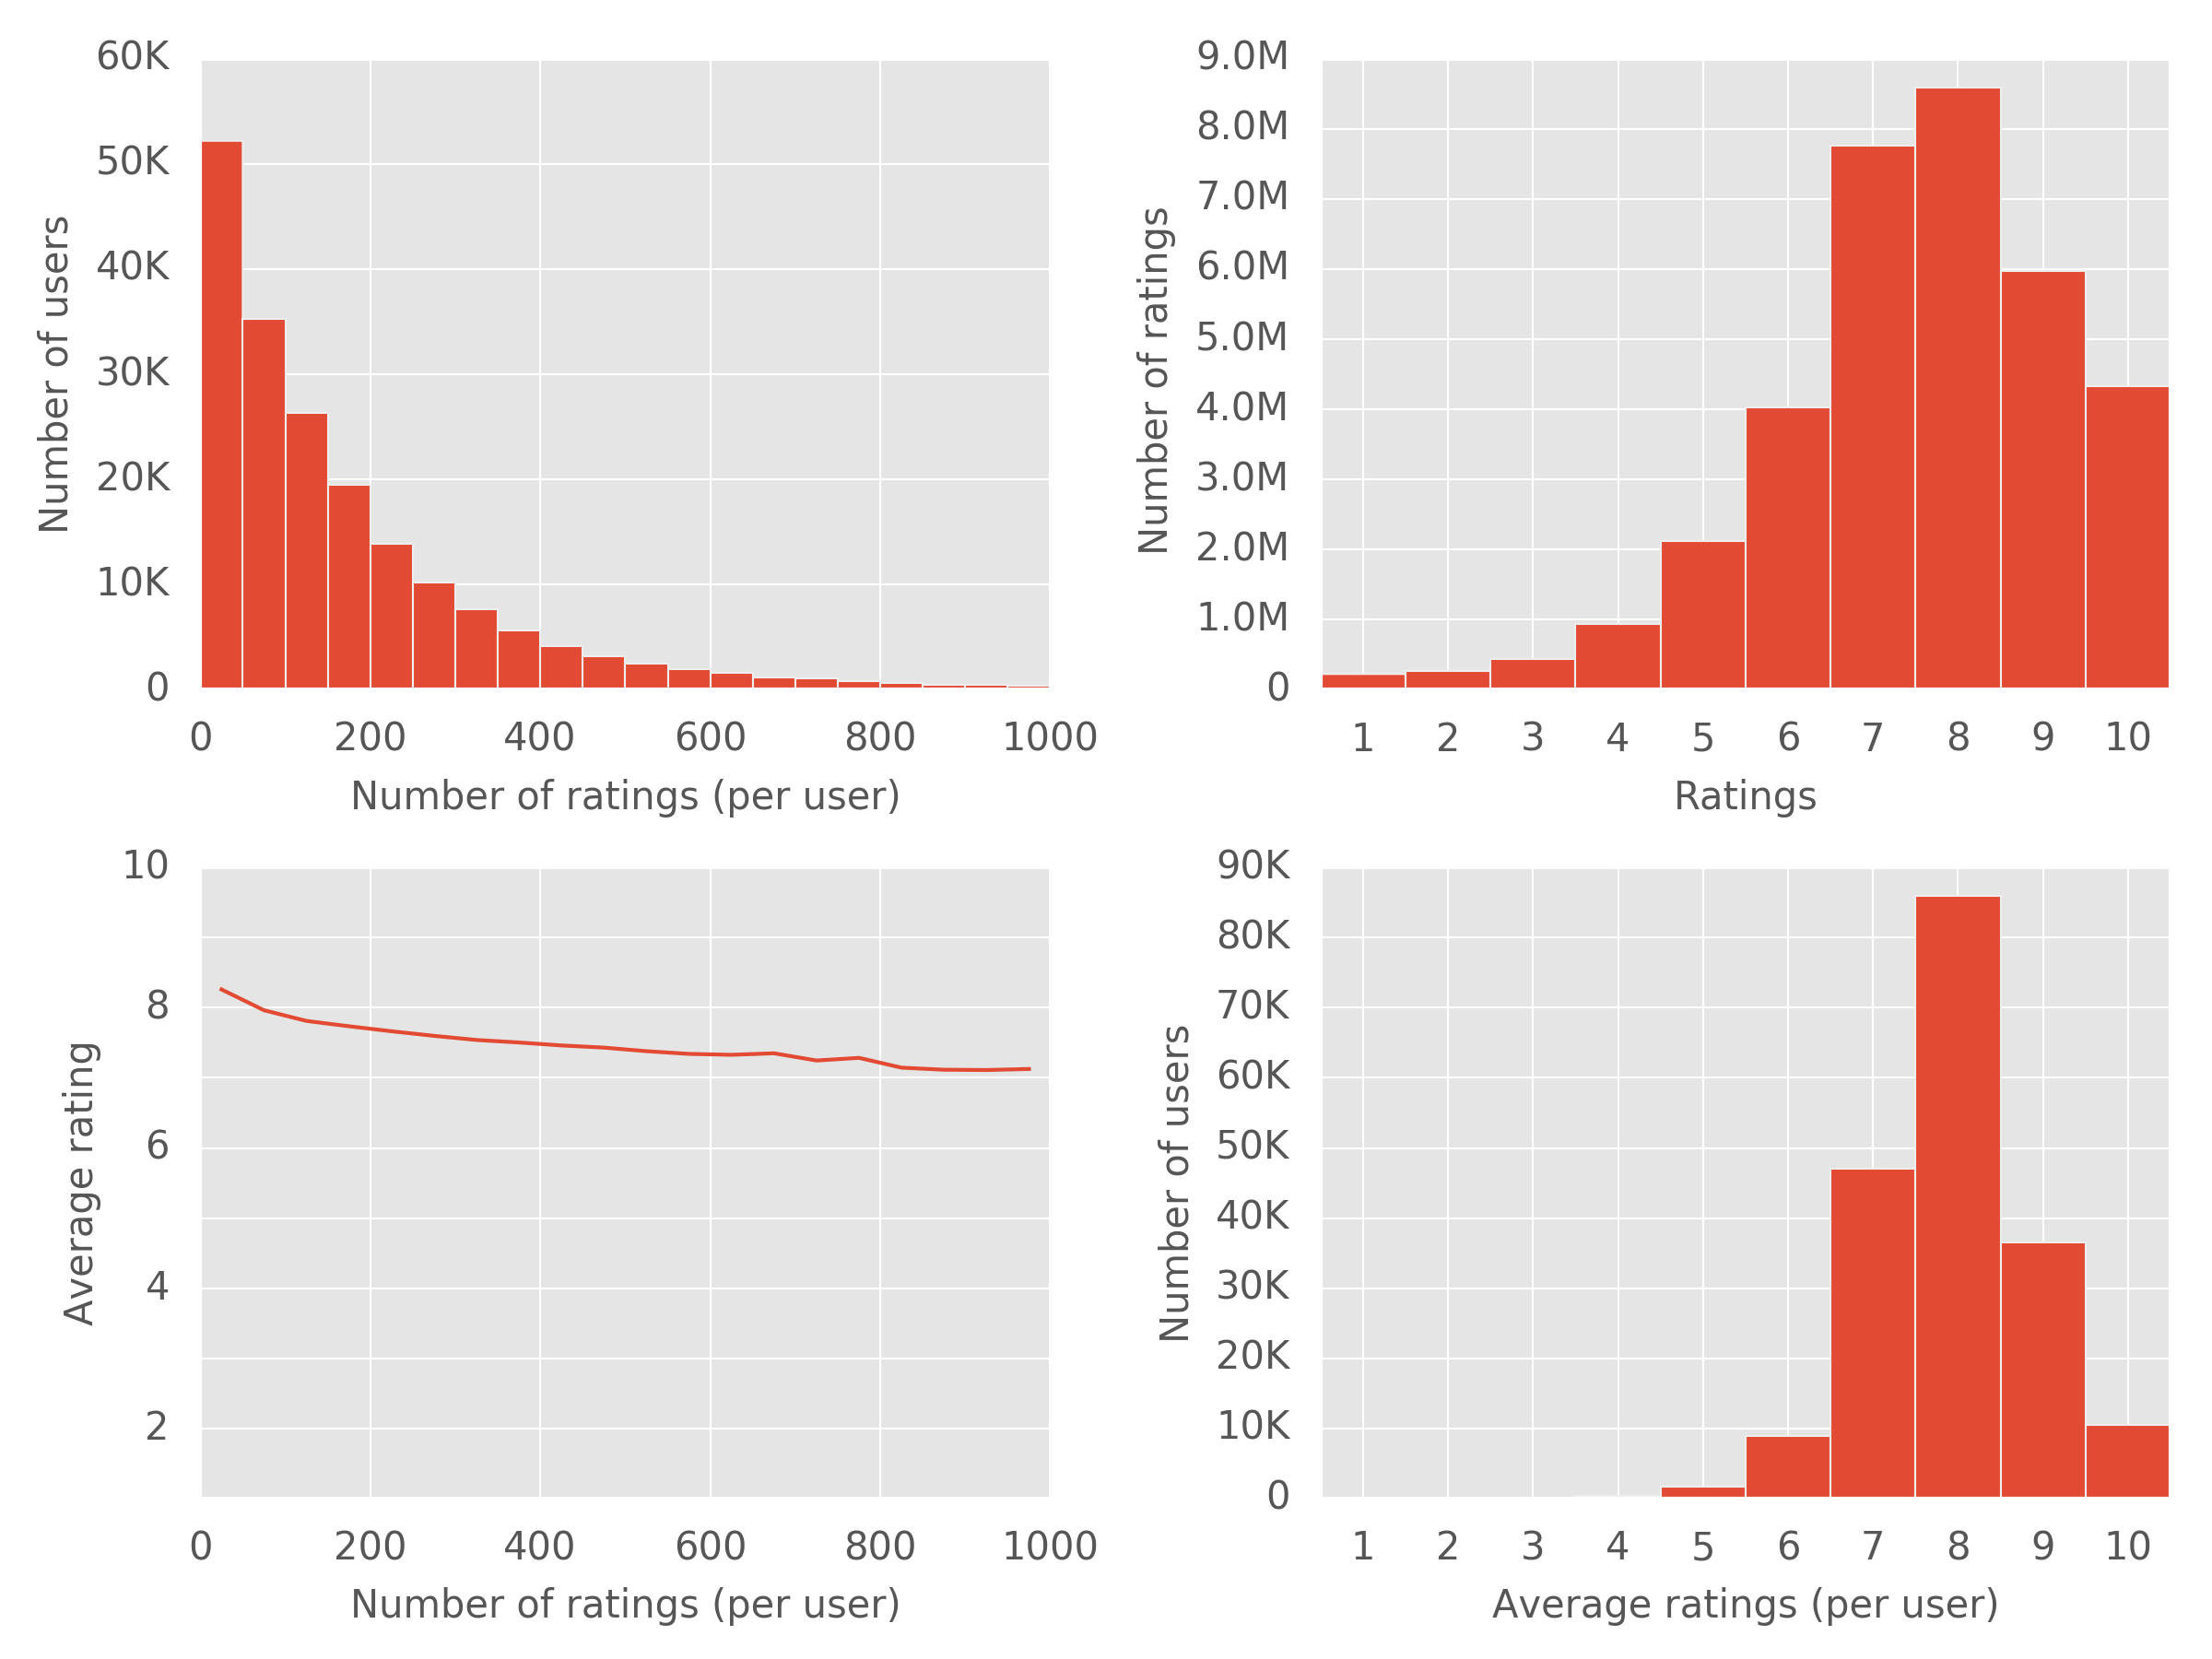 60K
50K
40K
30K
20K
10K
0
Number of users
0 200 400 600 800 1000
Number of ratings (per user)
9.0M
8.0M
7.0M
6.0M
5.0M
4.0M
3.0M
2.0M
1.0M
0
Number of ratings
1 2 3 4 5 6 7 8 9 10
Ratings
10
8
6
4
2
Average rating
0 200 400 600 800 1000
Number of ratings (per user)
90K
80K
70K
60K
50K
40K
30K
20K
10K
0
Number of users
1 2 3 4 5 6 7 8 9 10
Average ratings (per user)